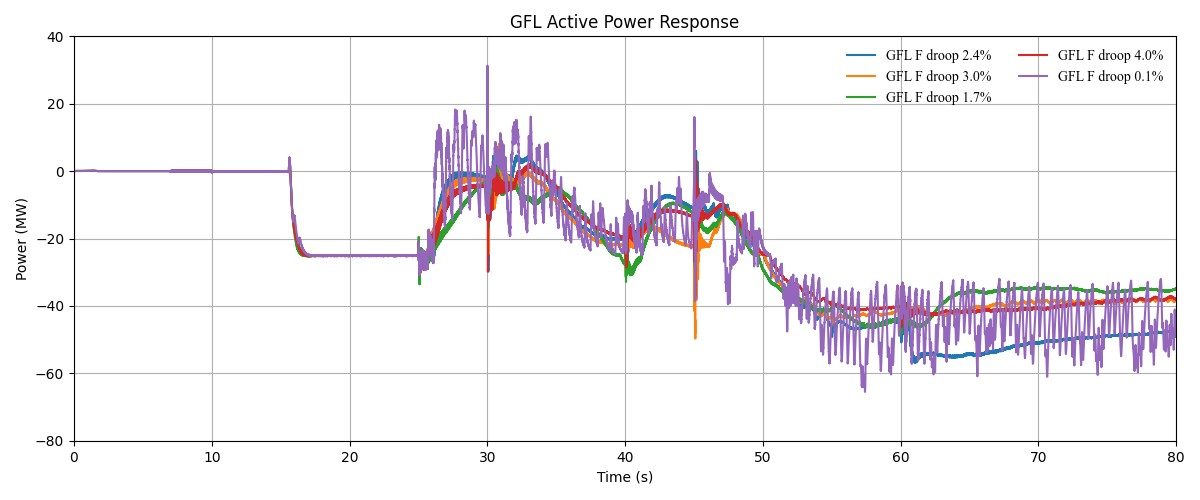 GFL Active Power Response
40
20
0
−20
−40
−60
−80
Power (MW)
GFL F droop 2.4%
GFL F droop 3.0%
GFL F droop 1.7%
GFL F droop 4.0%
GFL F droop 0.1%
0 10 20 30 40 50 60 70 80
Time (s)